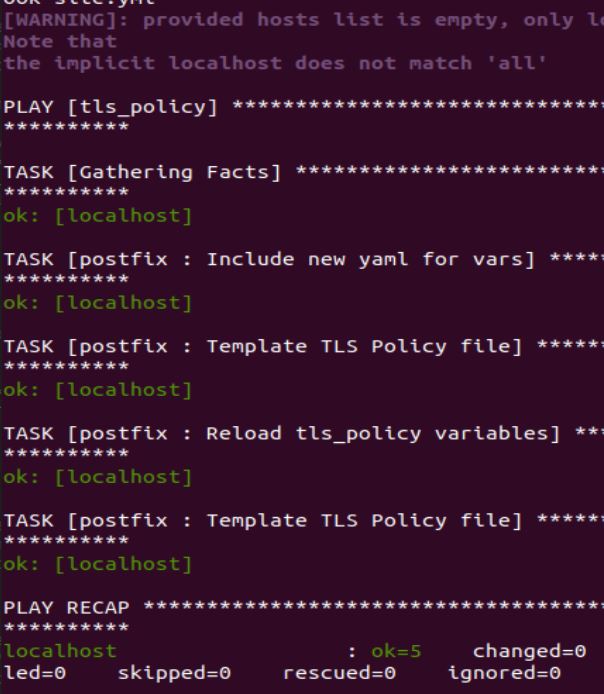 ook site.yml
[WARNING]: provided hosts list is empty, only lo
Note that
the implicit localhost does not match 'all'
PLAY [tls_policy] ******************************
**********
TASK [Gathering Facts] *************************
**********
ok: [localhost]
TASK [postfix : Include new yaml for vars] *****
**********
ok: [localhost]
TASK [postfix : Template TLS Policy file] ******
**********
ok: [localhost]
TASK [postfix : Reload tls_policy variables] ***
**********
ok: [localhost]
TASK [postfix : Template TLS Policy file] ******
**********
ok: [localhost]
PLAY RECAP *************************************
**********
localhost : ok=5 changed=0
led=0 skipped=0 rescued=0 ignored=0